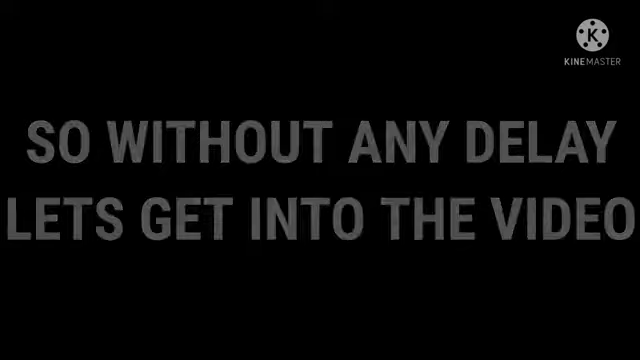 K
KINEMASTER
SO WITHOUT ANY DELAY
LETS GET INTO THE VIDEO